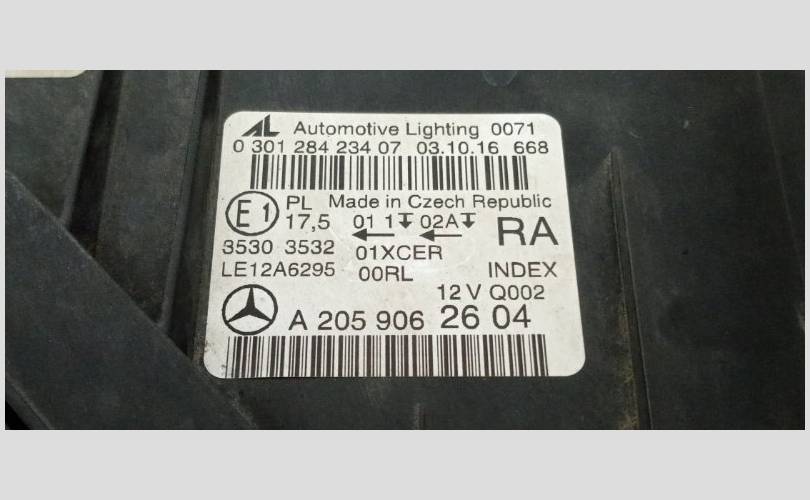 AL Automotive Lighting 0071
0 301 284 234 07 03.10.16 668
E1 PL Made in Czech Republic
17,5 01 1 02A RA
3530 3532 01XCER
LE12A6295 00RL INDEX
12 V Q002
A 205 906 26 04